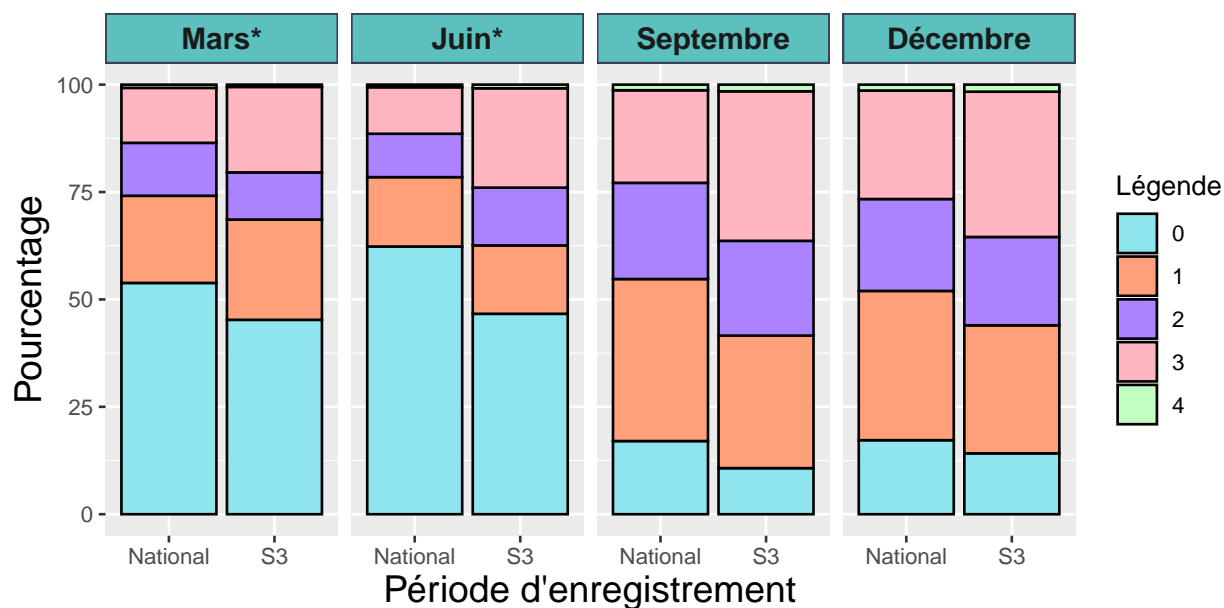 Mars* Juin* Septembre Décembre
100
75
50
25
0
Pourcentage
National S3 National S3 National S3 National S3
Période d'enregistrement
Légende
0
1
2
3
4